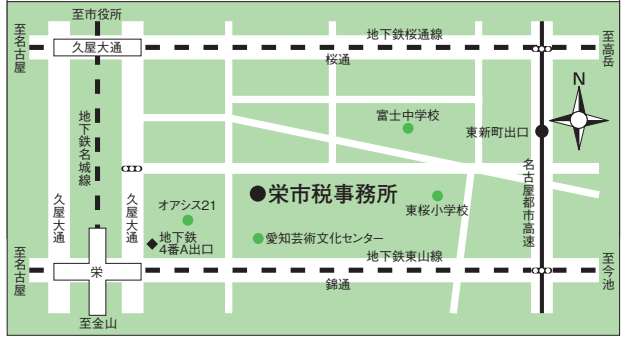 至市役所
至名古屋
久屋大通
地下鉄桜通線
桜通
至高岳
N
富士中学校
東新町出口
地下鉄名城線
名古屋都市高速
久屋大通
久屋大通
オアシス21
栄市税事務所
東桜小学校
地下鉄
4番A出口
愛知芸術文化センター
地下鉄東山線
至名古屋
栄
錦通
至今池
至金山